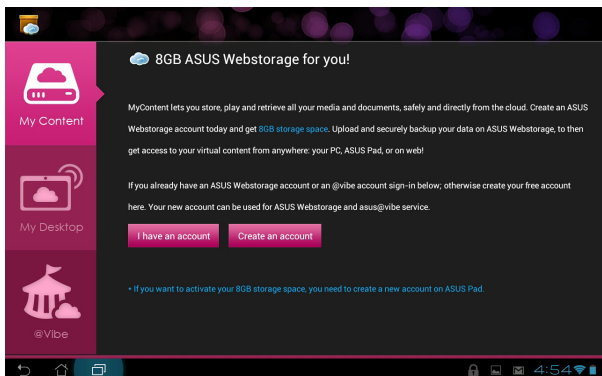 8GB ASUS Webstorage for you!
My Content
MyContent lets you store, play and retrieve all your media and documents, safely and directly from the cloud. Create an ASUS
Webstorage account today and get 8GB storage space. Upload and securely backup your data on ASUS Webstorage, to then
get access to your virtual content from anywhere: your PC, ASUS Pad, or on web!
My Desktop
If you already have an ASUS Webstorage account or an @vibe account sign-in below; otherwise create your free account
here. Your new account can be used for ASUS Webstorage and asus@vibe service.
I have an account
Create an account
@Vibe
* If you want to activate your 8GB storage space, you need to create a new account on ASUS Pad.
4:54